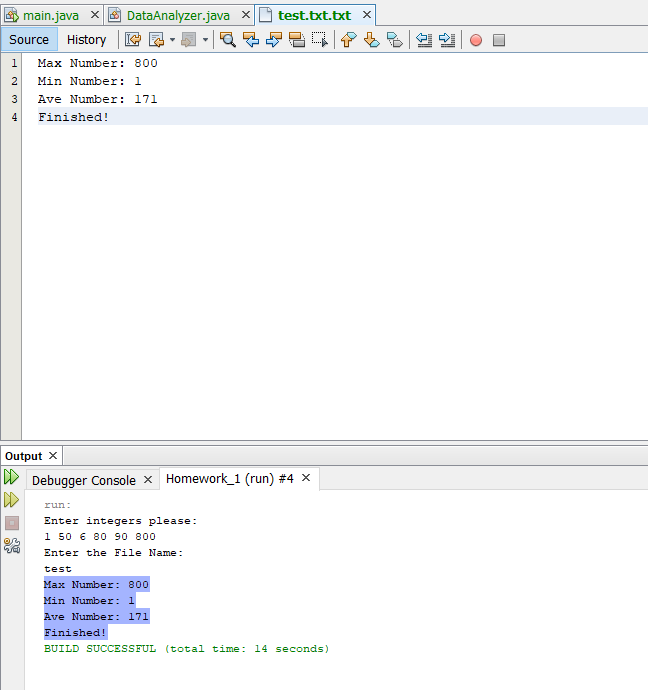 main.java DataAnalyzer.java test.txt.txt
Source History
1 Max Number: 800
2 Min Number: 1
3 Ave Number: 171
4 Finished!
Output
Debugger Console Homework_1 (run) #4
run:
Enter integers please:
1 50 6 80 90 800
Enter the File Name:
test
Max Number: 800
Min Number: 1
Ave Number: 171
Finished!
BUILD SUCCESSFUL (total time: 14 seconds)